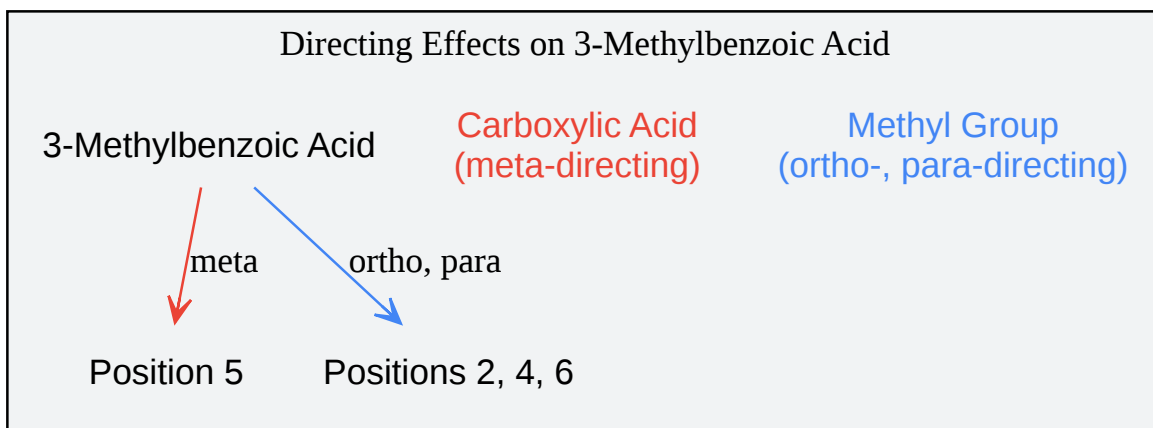 Directing Effects on 3-Methylbenzoic Acid
3-Methylbenzoic Acid
Carboxylic Acid
(meta-directing)
Methyl Group
(ortho-, para-directing)
meta
ortho, para
Position 5
Positions 2, 4, 6